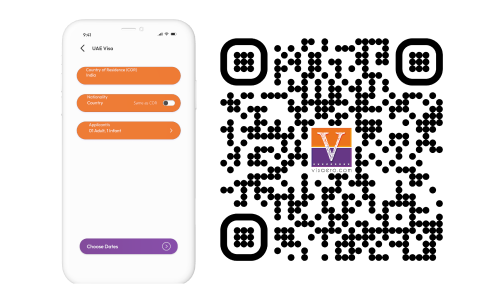 9:41
UAE Visa
Country of Residence (COR)
India
Nationality
Country
Same as COR
Applicants
01 Adult, 1 Infant
Choose Dates
V
visaero.com